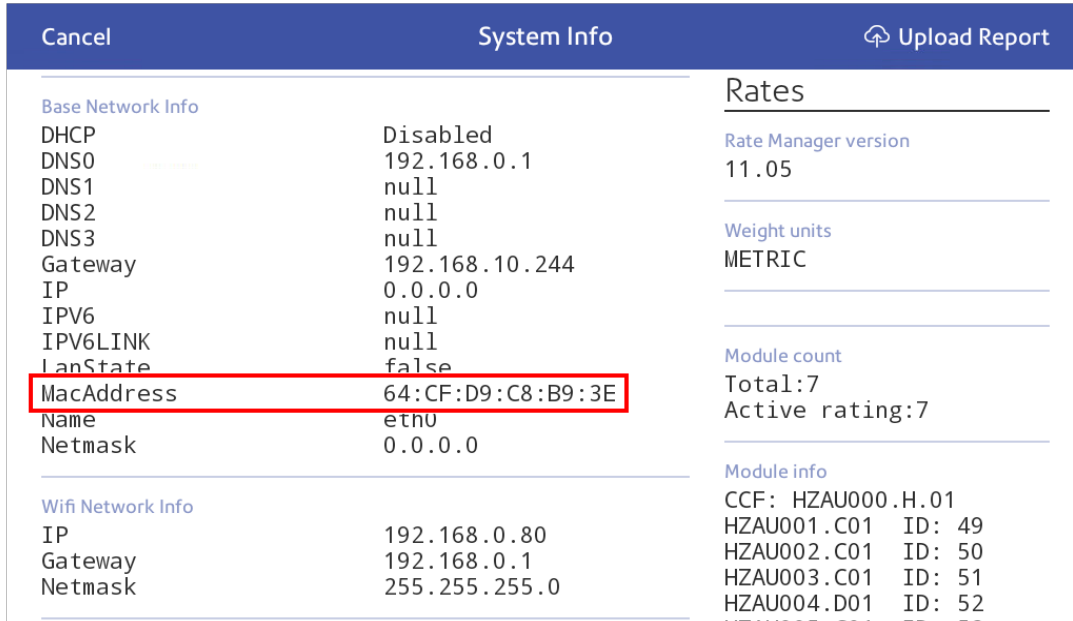 Cancel
System Info
Upload Report
Base Network Info
DHCP Disabled
DNS0 192.168.0.1
DNS1 null
DNS2 null
DNS3 null
Gateway 192.168.10.244
IP 0.0.0.0
IPV6 null
IPV6LINK null
LanState false
MacAddress 64:CF:D9:C8:B9:3E
Name eth0
Netmask 0.0.0.0
Wifi Network Info
IP 192.168.0.80
Gateway 192.168.0.1
Netmask 255.255.255.0
Rates
Rate Manager version
11.05
Weight units
METRIC
Module count
Total:7
Active rating:7
Module info
CCF: HZAU000.H.01
HZAU001.C01 ID: 49
HZAU002.C01 ID: 50
HZAU003.C01 ID: 51
HZAU004.D01 ID: 52